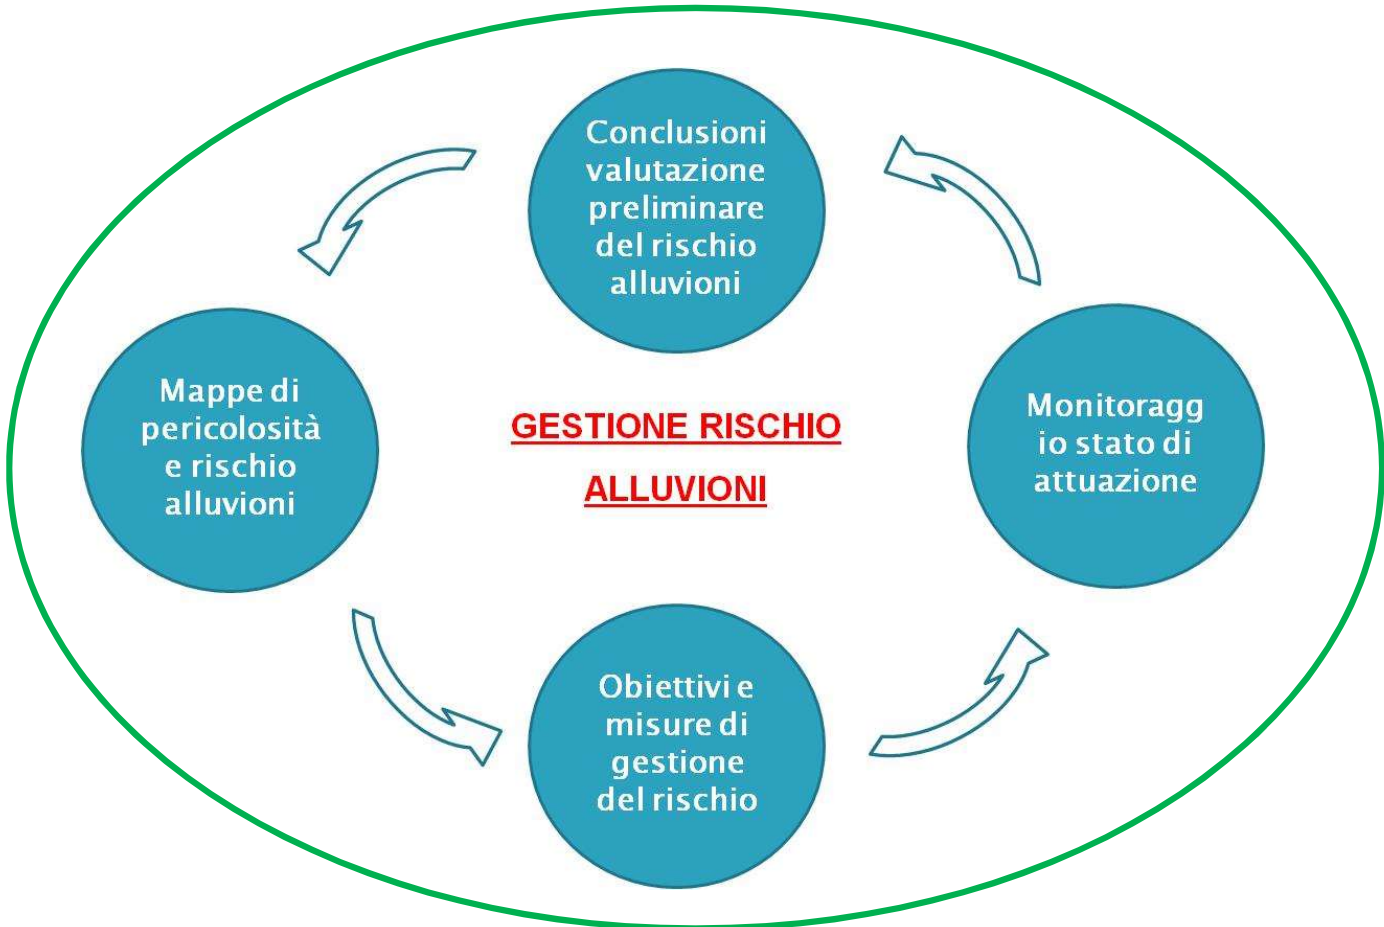 Conclusioni
valutazione
preliminare
del rischio
alluvioni
Mappe di
pericolosità
e rischio
alluvioni
GESTIONE RISCHIO
ALLUVIONI
Monitoragg
io stato di
attuazione
Obiettivi e
misure di
gestione
del rischio